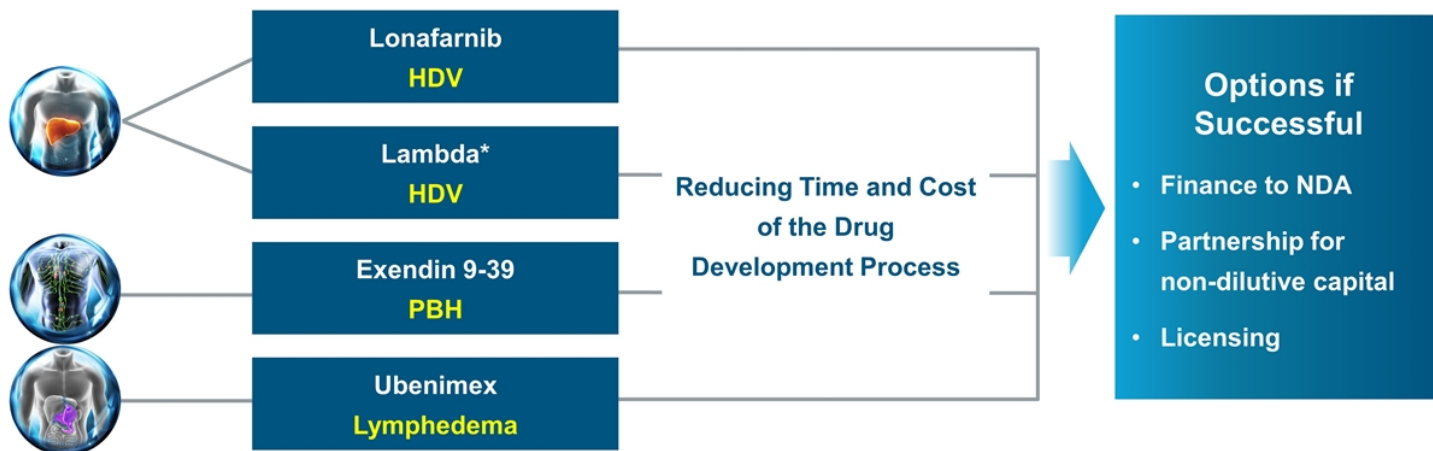 Lonafarnib
HDV
Lambda*
HDV
Exendin 9-39
PBH
Ubenimex
Lymphedema
Reducing Time and Cost
of the Drug
Development Process
Options if
Successful
• Finance to NDA
• Partnership for
non-dilutive capital
• Licensing